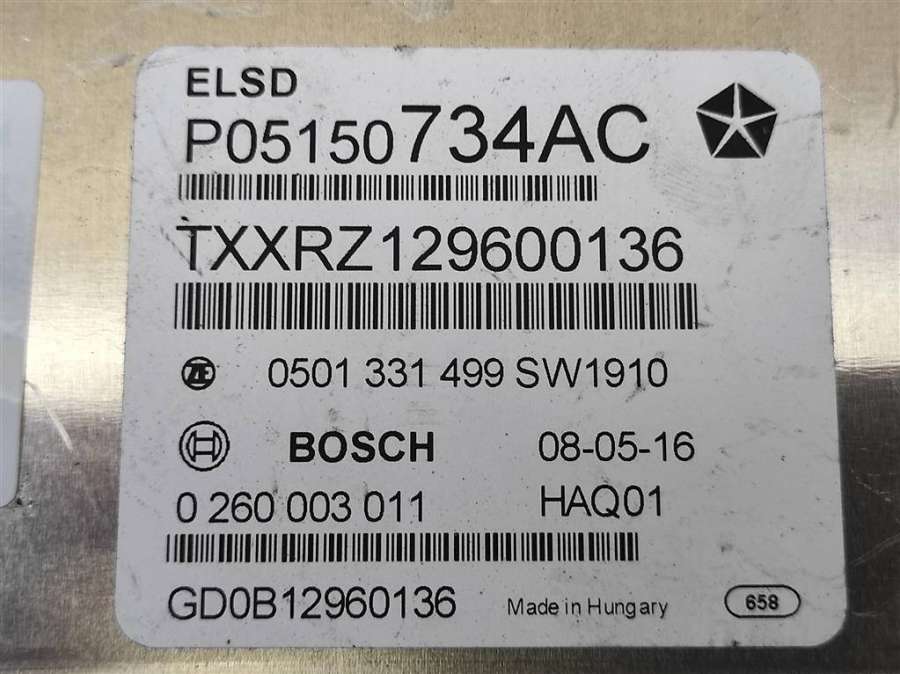 ELSD
P05150734AC
TXXRZ129600136
ZF 0501 331 499 SW1910
BOSCH 08-05-16
0 260 003 011 HAQ01
GD0B12960136 Made in Hungary 658